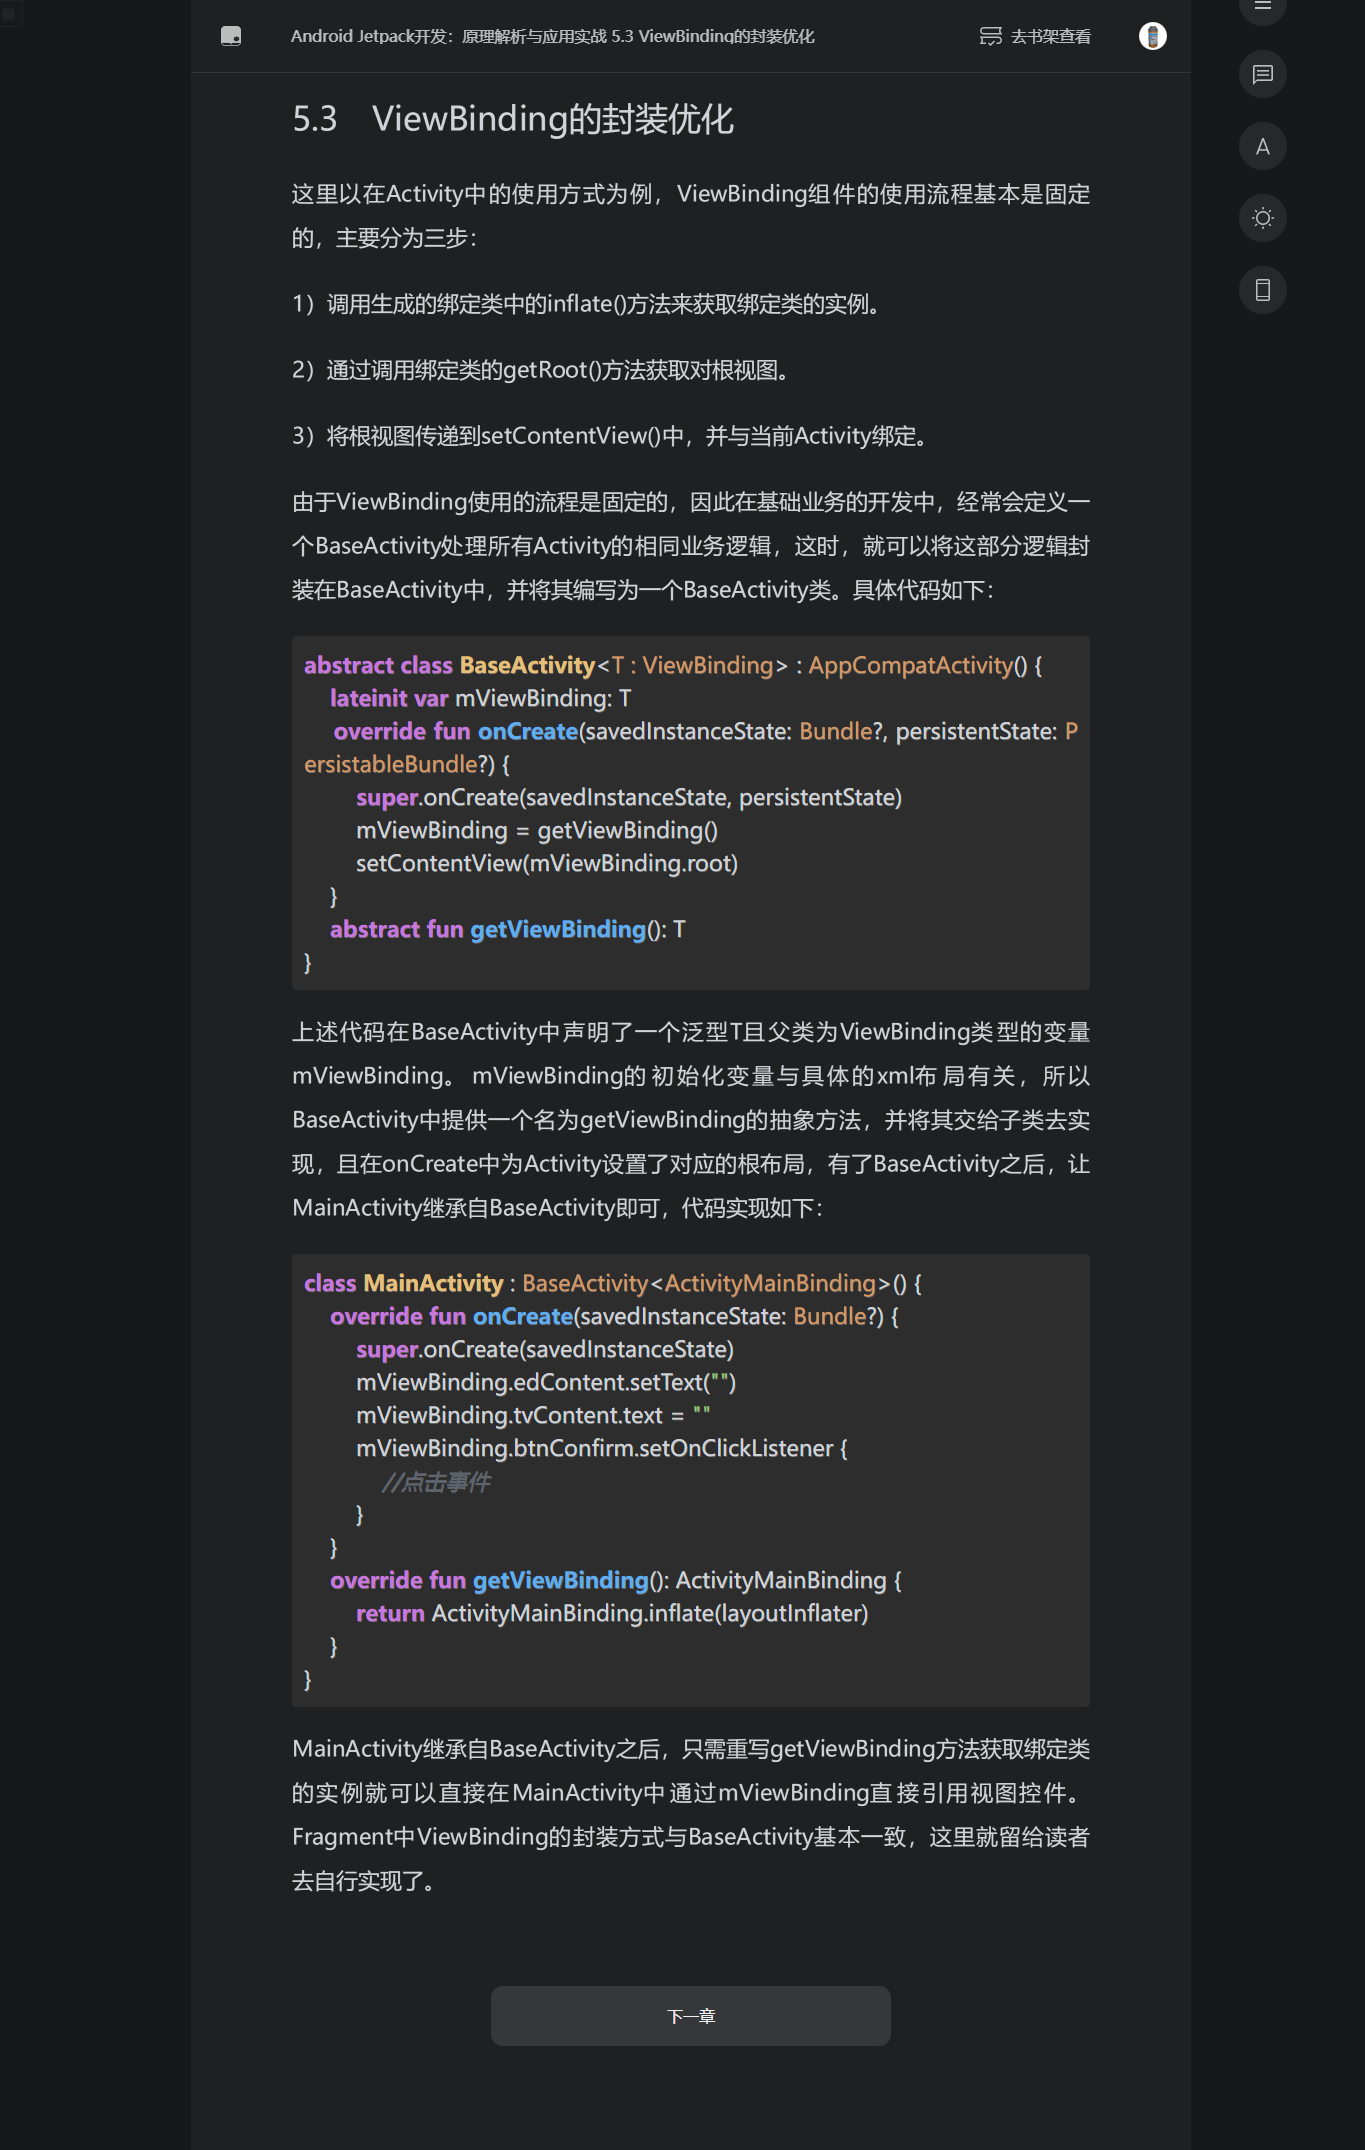 Android Jetpack开发：原理解析与应用实战 5.3 ViewBinding的封装优化
去书架查看
A
5.3 ViewBinding的封装优化
这里以在Activity中的使用方式为例，ViewBinding组件的使用流程基本是固定
的，主要分为三步：
1）调用生成的绑定类中的inflate()方法来获取绑定类的实例。
2）通过调用绑定类的getRoot()方法获取对根视图。
3）将根视图传递到setContentView()中，并与当前Activity绑定。
由于ViewBinding使用的流程是固定的，因此在基础业务的开发中，经常会定义一
个BaseActivity处理所有Activity的相同业务逻辑，这时，就可以将这部分逻辑封
装在BaseActivity中，并将其编写为一个BaseActivity类。具体代码如下：
abstract class BaseActivity<T : ViewBinding> : AppCompatActivity() {
lateinit var mViewBinding: T
override fun onCreate(savedInstanceState: Bundle?, persistentState: P
ersistableBundle?) {
super.onCreate(savedInstanceState, persistentState)
mViewBinding = getViewBinding()
setContentView(mViewBinding.root)
}
abstract fun getViewBinding(): T
}
上述代码在BaseActivity中声明了一个泛型T且父类为ViewBinding类型的变量
mViewBinding。mViewBinding的初始化变量与具体的xml布局有关，所以
BaseActivity中提供一个名为getViewBinding的抽象方法，并将其交给子类去实
现，且在onCreate中为Activity设置了对应的根布局，有了BaseActivity之后，让
MainActivity继承自BaseActivity即可，代码实现如下：
class MainActivity : BaseActivity<ActivityMainBinding>() {
override fun onCreate(savedInstanceState: Bundle?) {
super.onCreate(savedInstanceState)
mViewBinding.edContent.setText("")
mViewBinding.tvContent.text = ""
mViewBinding.btnConfirm.setOnClickListener {
//点击事件
}
}
override fun getViewBinding(): ActivityMainBinding {
return ActivityMainBinding.inflate(layoutInflater)
}
}
MainActivity继承自BaseActivity之后，只需重写getViewBinding方法获取绑定类
的实例就可以直接在MainActivity中通过mViewBinding直接引用视图控件。
Fragment中ViewBinding的封装方式与BaseActivity基本一致，这里就留给读者
去自行实现了。
下一章